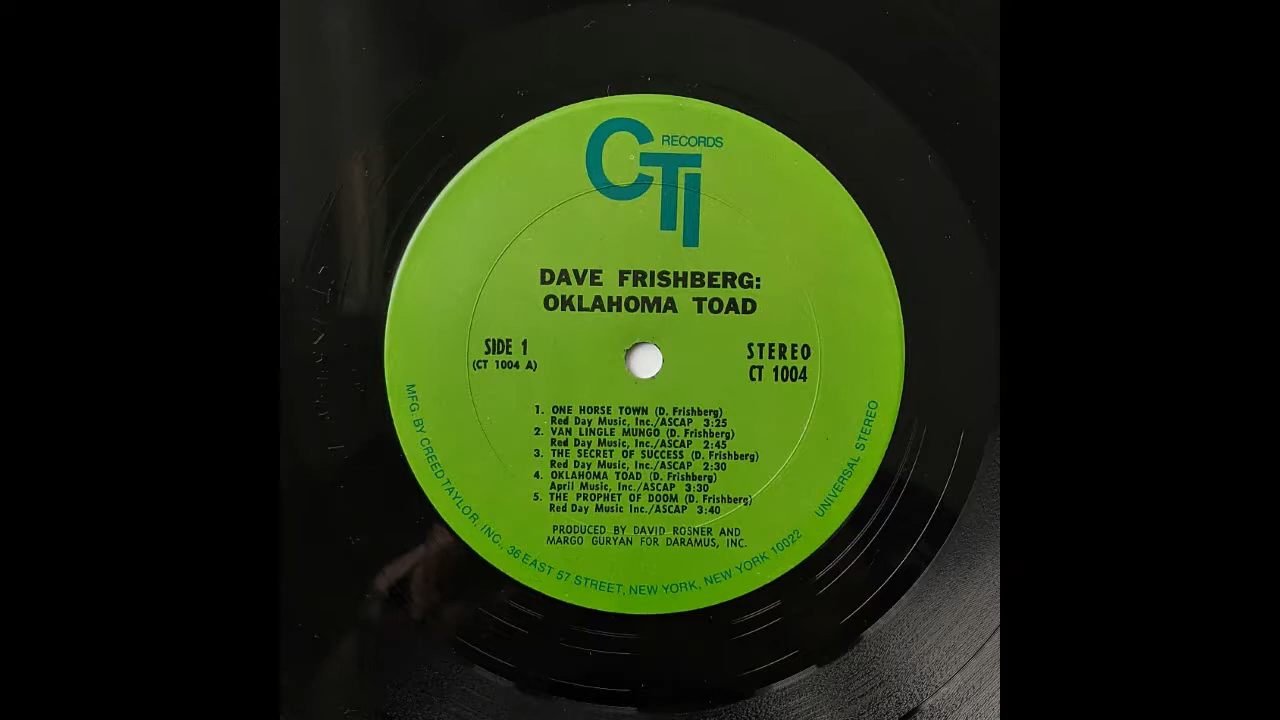 RECORDS
CTI
DAVE FRISHBERG:
OKLAHOMA TOAD
SIDE 1
(CT 1004 A)
STEREO
CT 1004
1. ONE HORSE TOWN (D. Frishberg)
Red Day Music, Inc./ASCAP 3:25
2. VAN LINGLE MUNGO (D. Frishberg)
Red Day Music, Inc./ASCAP 2:45
3. THE SECRET OF SUCCESS (D. Frishberg)
Red Day Music, Inc./ASCAP 2:30
4. OKLAHOMA TOAD (D. Frishberg)
April Music, Inc./ASCAP 3:30
5. THE PROPHET OF DOOM (D. Frishberg)
Red Day Music Inc./ASCAP 3:40
PRODUCED BY DAVID ROSNER AND
MARGO GURYAN FOR DARAMUS, INC.
MFG. BY CREED TAYLOR, INC., 36 EAST 57 STREET, NEW YORK, NEW YORK 10022 UNIVERSAL STEREO